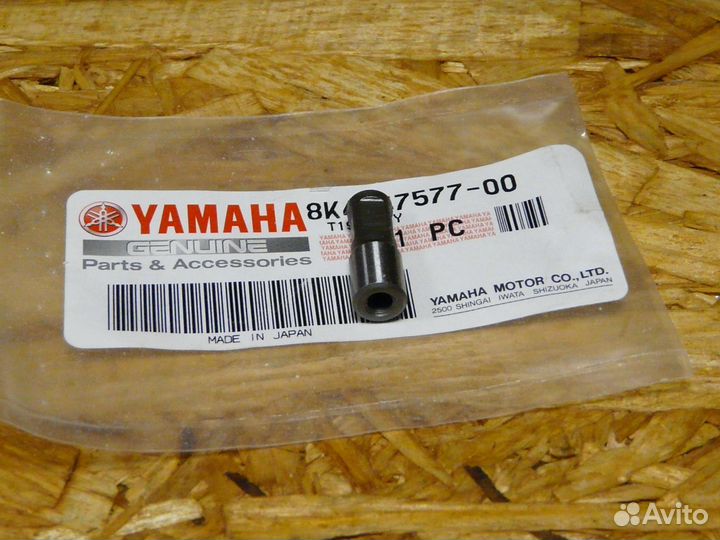 YAMAHA
GENUINE
Parts & Accessories
7577-00
1 PC
YAMAHA MOTOR CO., LTD.
2500 SHINGAI IWATA SHIZUOKA JAPAN
MADE IN JAPAN
Avito